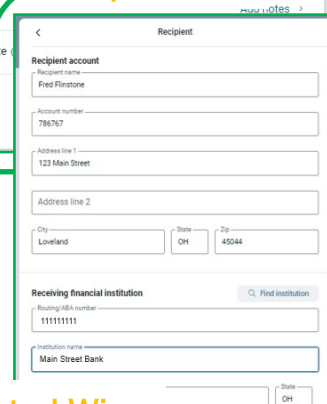 Add notes >
Recipient
Recipient account
Recipient name
Fred Flinstone
Account number
786767
Address line 1
123 Main Street
Address line 2
City State Zip
Loveland OH 45044
Receiving financial institution Find institution
Routing/ABA number
111111111
Institution name
Main Street Bank
State
OH